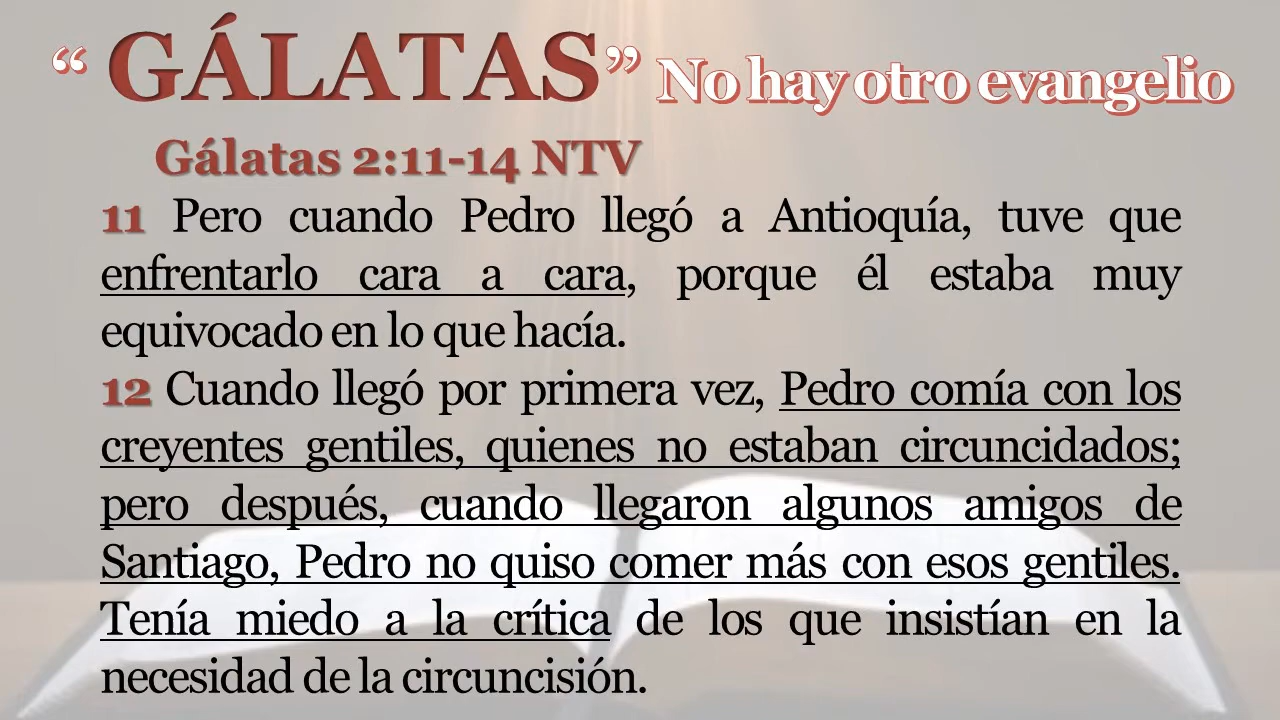 “ GÁLATAS” No hay otro evangelio
Gálatas 2:11-14 NTV
11 Pero cuando Pedro llegó a Antioquía, tuve que
enfrentarlo cara a cara, porque él estaba muy
equivocado en lo que hacía.
12 Cuando llegó por primera vez, Pedro comía con los
creyentes gentiles, quienes no estaban circuncidados;
pero después, cuando llegaron algunos amigos de
Santiago, Pedro no quiso comer más con esos gentiles.
Tenía miedo a la crítica de los que insistían en la
necesidad de la circuncisión.